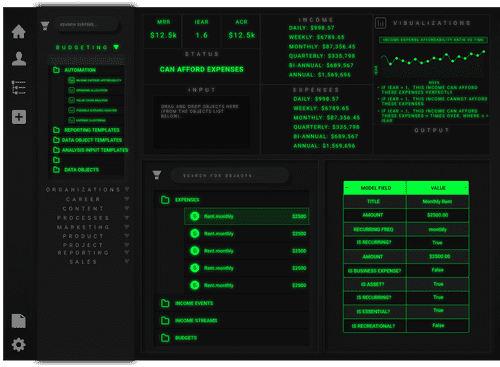 SEARCH SYSTEM...
BUDGETING
AUTOMATION
INCOME EXPENSE AFFORDABILITY
REPORTING TEMPLATES
DATA OBJECT TEMPLATES
ANALYSIS INPUT TEMPLATES
DATA OBJECTS
ORGANIZATIONS
CAREER
CONTENT
PROCESSES
MARKETING
PRODUCT
PROJECT
REPORTING
SALES
MRR
$12.5k
IEAR
1.6
ACR
$12.5k
STATUS
CAN AFFORD EXPENSES
INPUT
DRAG AND DROP OBJECTS HERE
(FROM THE OBJECTS LIST
BELOW)
INCOME
DAILY: $998.57
WEEKLY: $6789.65
MONTHLY: $87,356.45
QUARTERLY: $335,798
BI-ANNUAL: $689,567
ANNUAL: $1,569,696
EXPENSES
DAILY: $998.57
WEEKLY: $6789.65
MONTHLY: $87,356.45
QUARTERLY: $335,798
BI-ANNUAL: $689,567
ANNUAL: $1,569,696
VISUALIZATIONS
INCOME EXPENSE AFFORDABILITY RATIO VS TIME
IEAR
WEEK
- IF IEAR = 1, THIS INCOME CAN AFFORD
THESE EXPENSES PERFECTLY
- IF IEAR < 1, THIS INCOME CANNOT AFFORD
THESE EXPENSES
- IF IEAR > 1, THIS INCOME CAN AFFORD
THESE EXPENSES × TIMES OVER, WHERE × =
IEAR
OUTPUT
SEARCH FOR OBJECTS..
EXPENSES
Rent.monthly $2500
Rent.monthly $2500
Rent.monthly $2500
Rent.monthly $2500
Rent.monthly $2500
INCOME EVENTS
INCOME STREAMS
BUDGETS
MODEL FIELD VALUE
TITLE Monthly Rent
AMOUNT $2500.00
RECURRING FREQ monthly
IS RECURRING? True
AMOUNT $2500.00
IS BUSINESS EXPENSE? False
IS ASSET? True
IS RECURRING? True
IS ESSENTIAL? True
IS RECREATIONAL? False